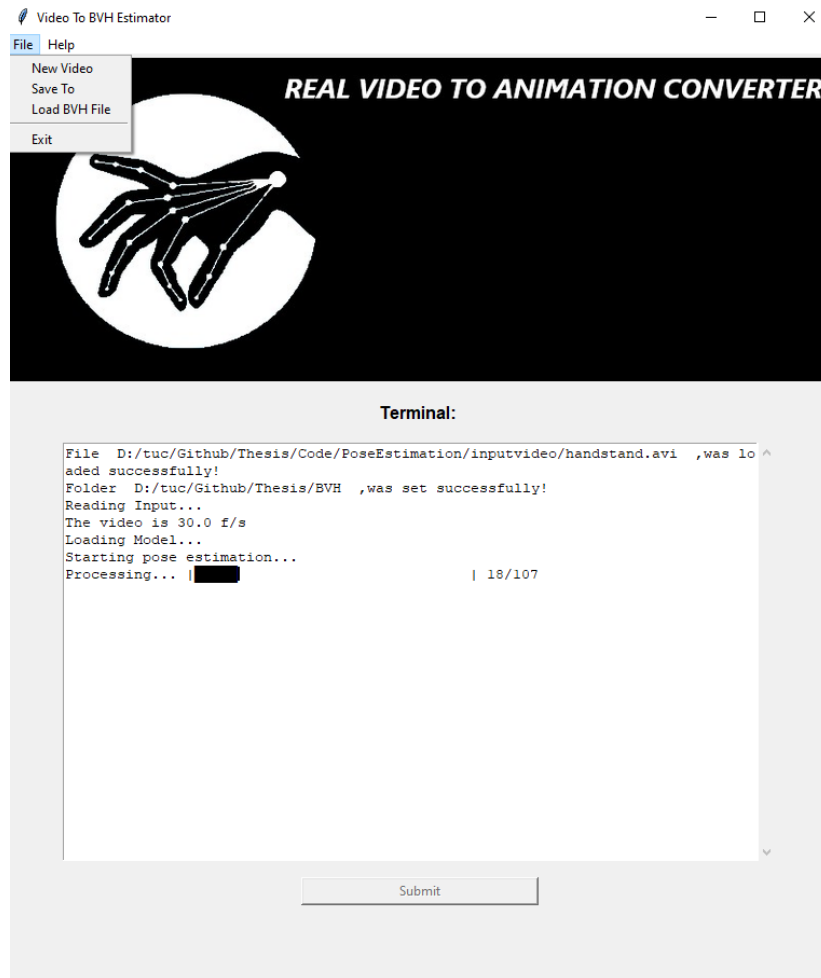 Video To BVH Estimator
File Help
New Video
Save To
Load BVH File
Exit
REAL VIDEO TO ANIMATION CONVERTER
Terminal:
File  D:/tuc/Github/Thesis/Code/PoseEstimation/inputvideo/handstand.avi  ,was lo
aded successfully!
Folder  D:/tuc/Github/Thesis/BVH  ,was set successfully!
Reading Input...
The video is 30.0 f/s
Loading Model...
Starting pose estimation...
Processing... |█████ | 18/107
Submit